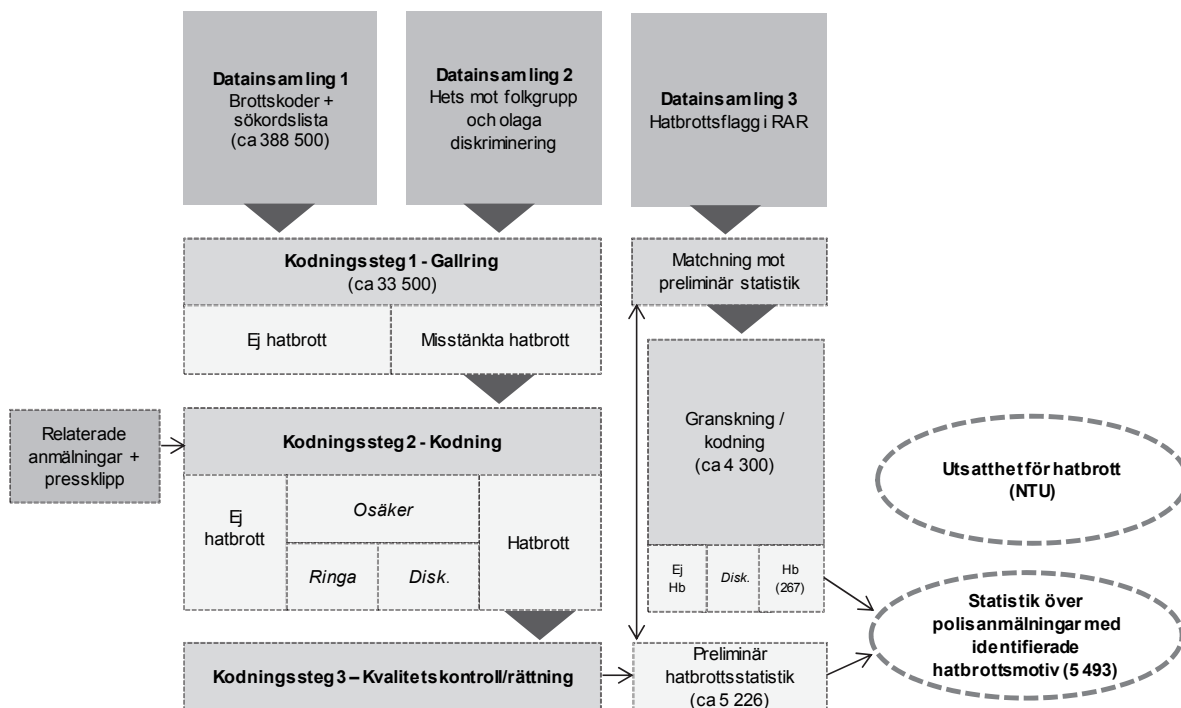 Datainsamling 1
Brottskoder +
sökordslista
(ca 388 500)
Datainsamling 2
Hets mot folkgrupp
och olaga
diskriminering
Datainsamling 3
Hatbrottsflagg i RAR
Kodningssteg 1 - Gallring
(ca 33 500)
Ej hatbrott
Misstänkta hatbrott
Matchning mot
preliminär statistik
Relaterade
anmälningar +
pressklipp
Kodningssteg 2 - Kodning
Ej
hatbrott
Osäker
Ringa
Disk.
Hatbrott
Granskning /
kodning
(ca 4 300)
Ej
Hb
Disk.
Hb
(267)
Utsatthet för hatbrott
(NTU)
Statistik över
polisanmälningar med
identifierade
hatbrottsmotiv (5 493)
Kodningssteg 3 – Kvalitetskontroll/rättning
Preliminär
hatbrottsstatistik
(ca 5 226)